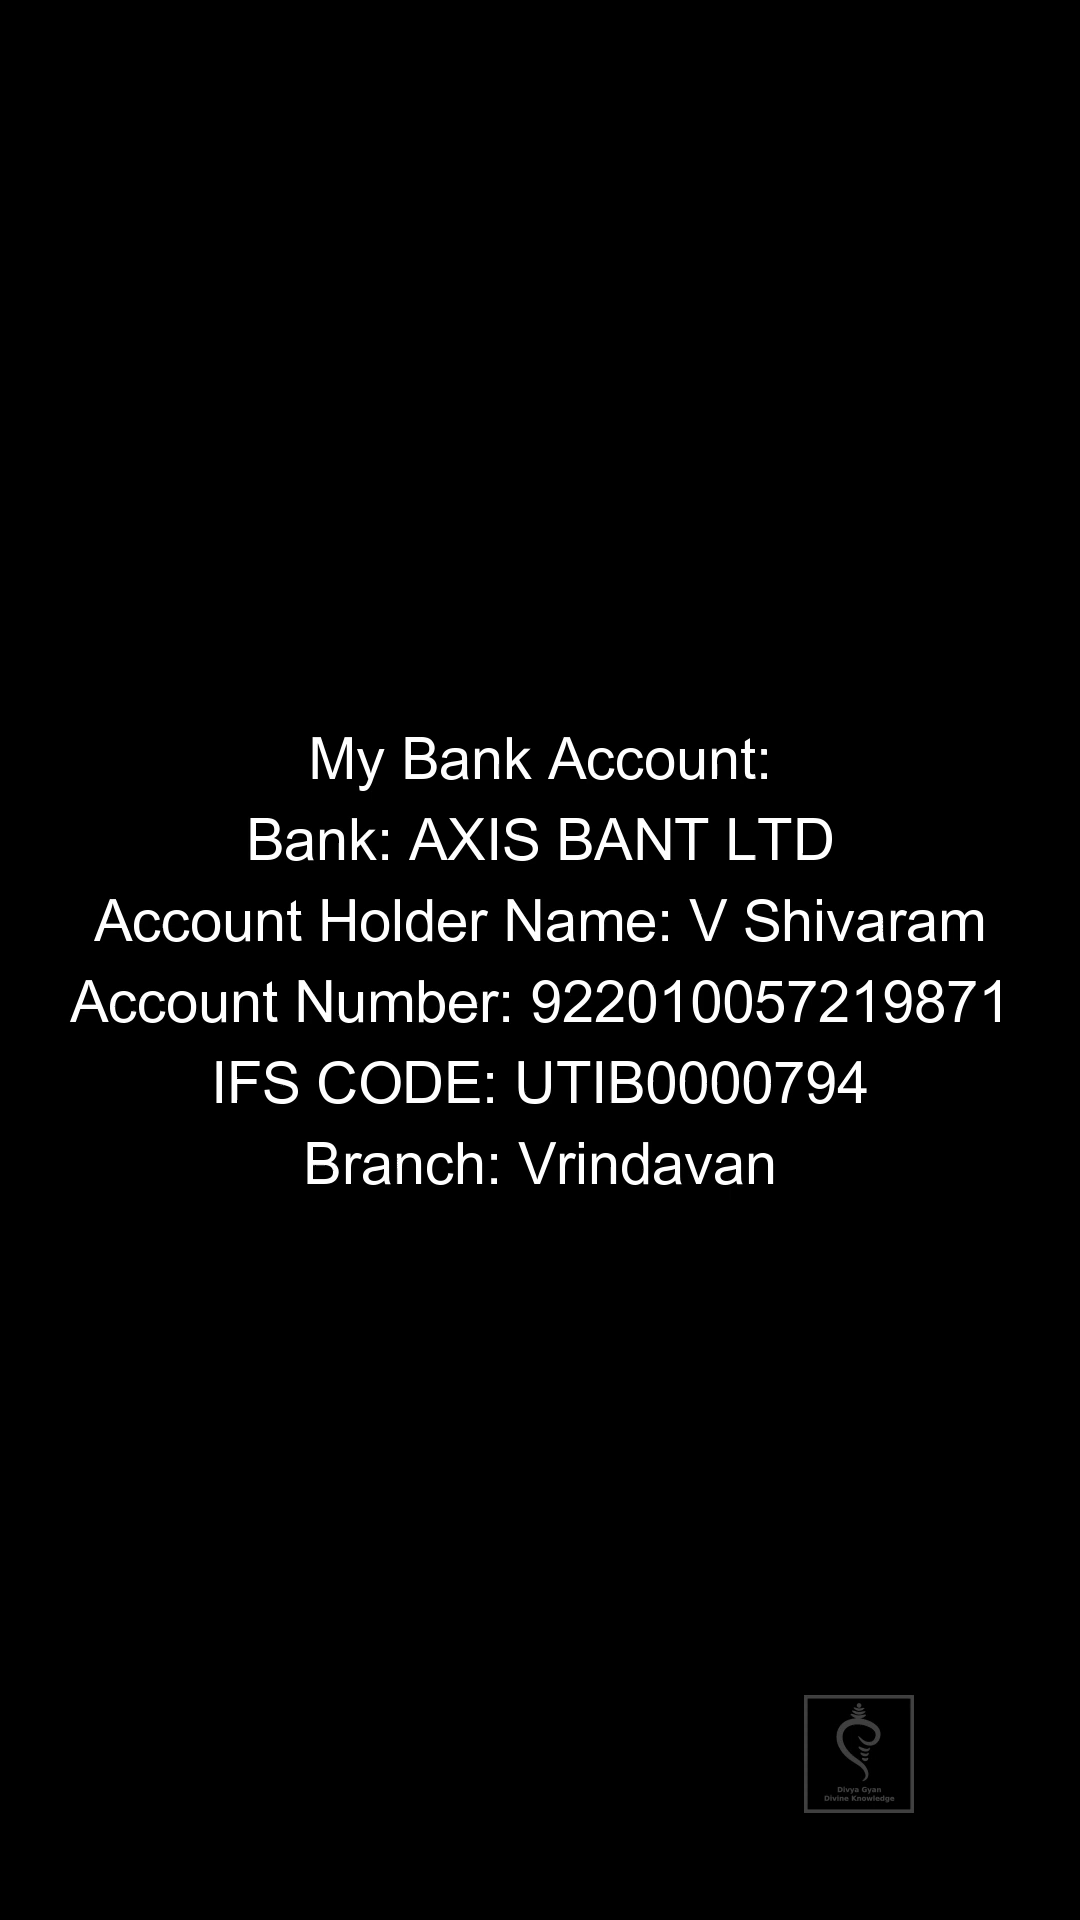 My Bank Account:
Bank: AXIS BANT LTD
Account Holder Name: V Shivaram
Account Number: 922010057219871
IFS CODE: UTIB0000794
Branch: Vrindavan
Divya Gyan
Divine Knowledge